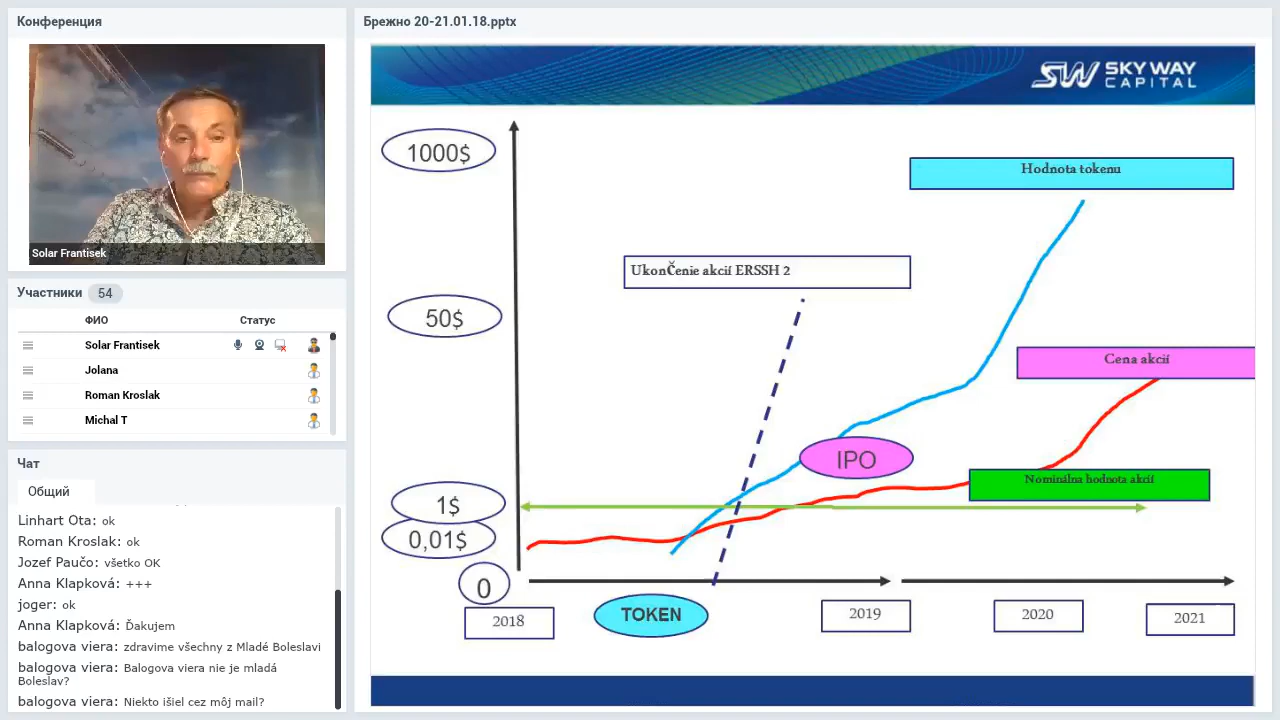 Конференция
Solar Frantisek
Участники 54
ФИО Статус
Solar Frantisek
Jolana
Roman Kroslak
Michal T
Чат
Общий
Linhart Ota: ok
Roman Kroslak: ok
Jozef Paučo: všetko OK
Anna Klapková: +++
joger: ok
Anna Klapková: Ďakujem
balogova viera: zdravime všechny z Mladé Boleslavi
balogova viera: Balogova viera nie je mladá
Boleslav?
balogova viera: Niekto išiel cez môj mail?
Брежно 20-21.01.18.pptx
SW SKY WAY
CAPITAL
1000$
Hodnota tokenu
UkonČenie akcií ERSSH 2
50$
Cena akcií
IPO
Nominálna hodnota akcií
1$
0,01$
0
2018
TOKEN
2019
2020
2021